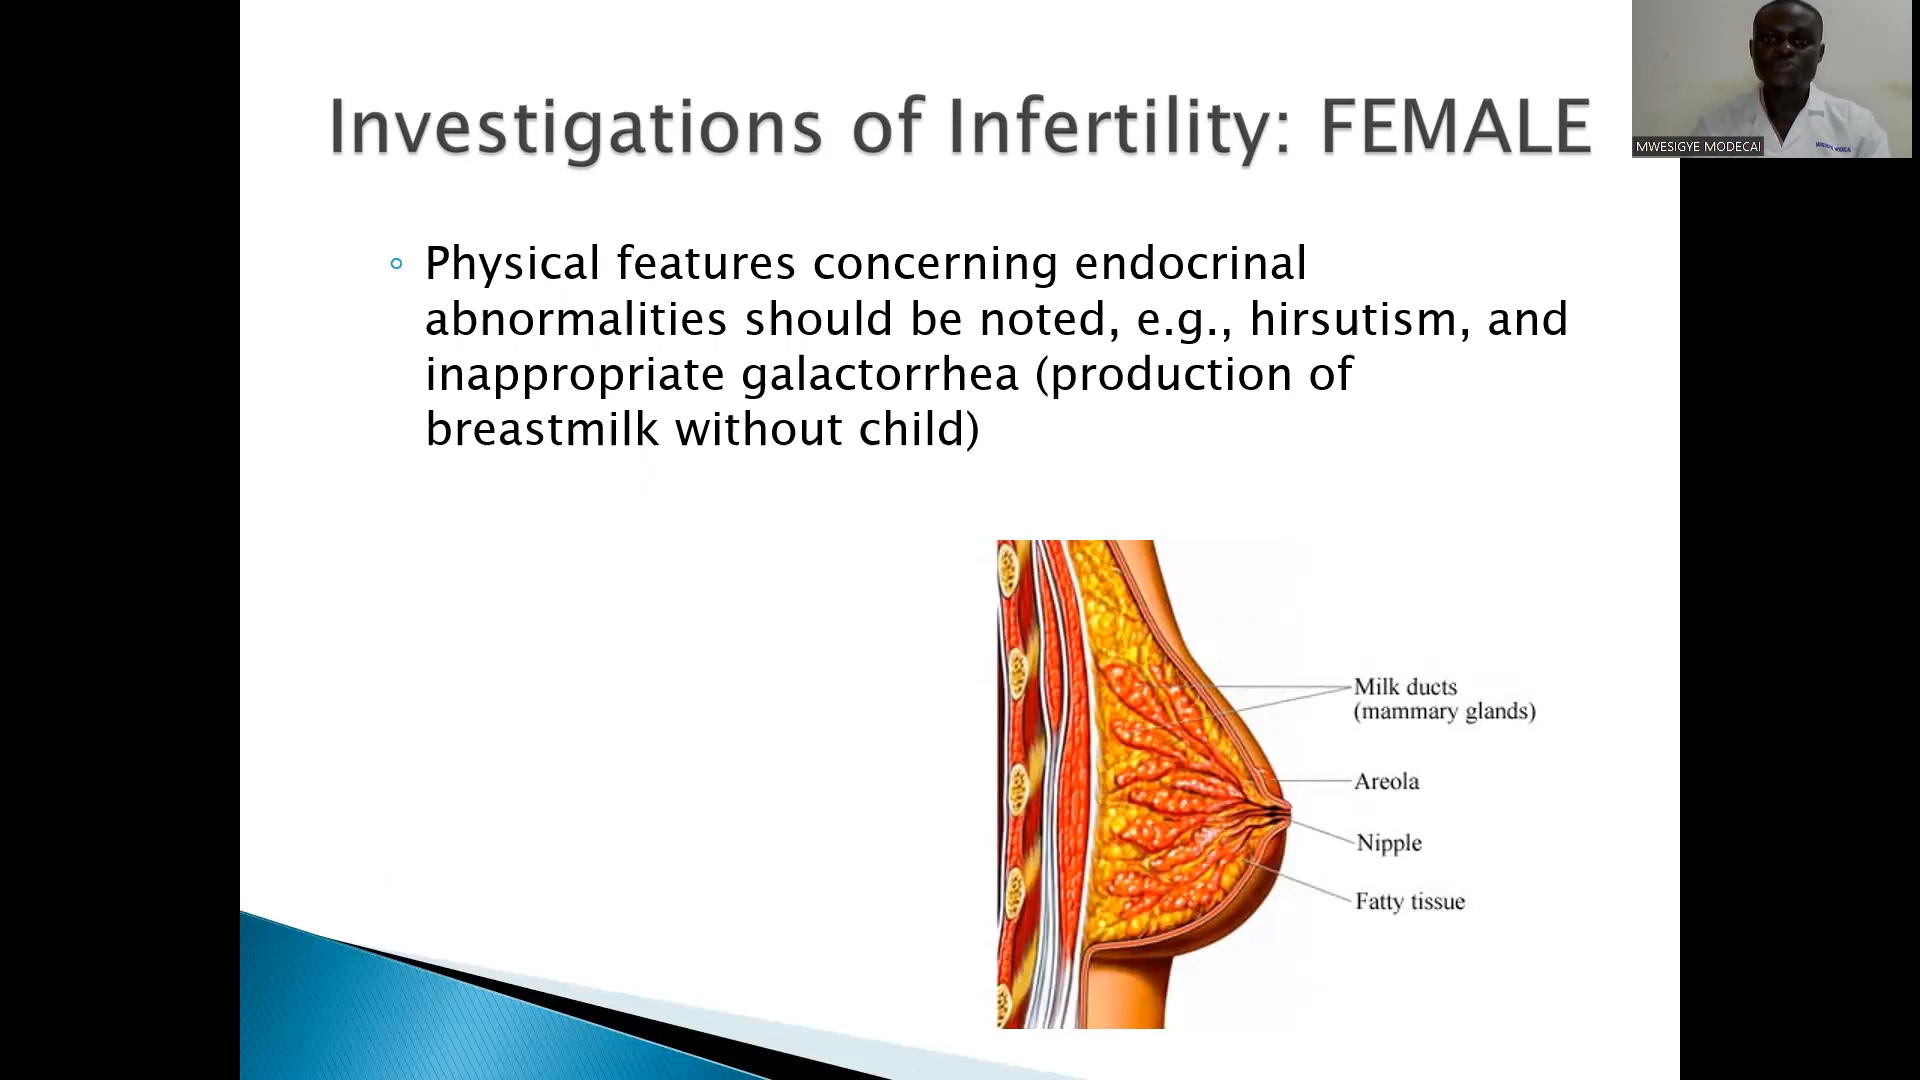 Investigations of Infertility: FEMALE
MWESIGYE MODECAI
Physical features concerning endocrinal
abnormalities should be noted, e.g., hirsutism, and
inappropriate galactorrhea (production of
breastmilk without child)
Milk ducts
(mammary glands)
Areola
Nipple
Fatty tissue